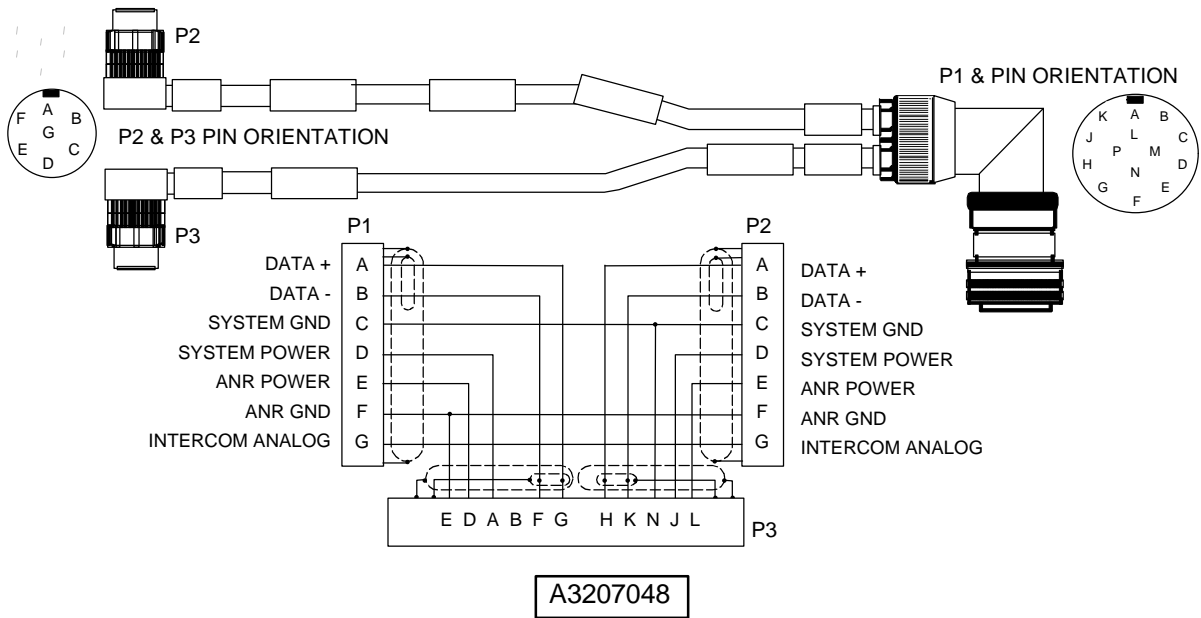 P2
P1 & PIN ORIENTATION
A
F B
G
E C
D
P2 & P3 PIN ORIENTATION
K A B
J L C
P M
H D
N
G E
F
P3
P1
P2
DATA + A
DATA - B
SYSTEM GND C
SYSTEM POWER D
ANR POWER E
ANR GND F
INTERCOM ANALOG G
A DATA +
B DATA -
C SYSTEM GND
D SYSTEM POWER
E ANR POWER
F ANR GND
G INTERCOM ANALOG
E D A B F G H K N J L
P3
A3207048